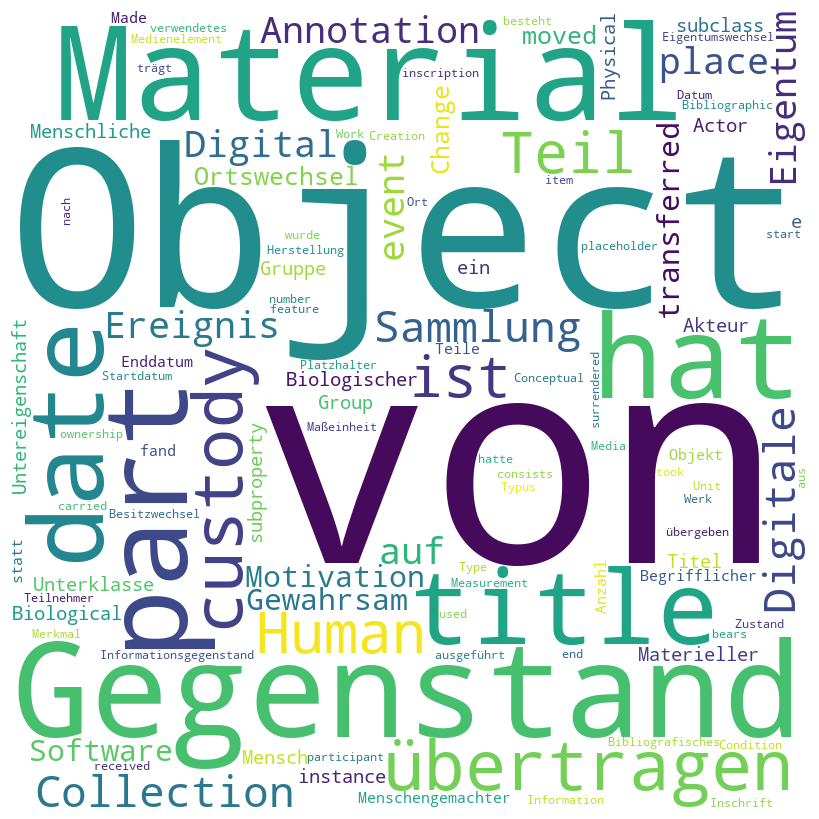 Made
verwendetes
Annotation
besteht
subclass
Medienelement
moved
Eigentumswechsel
Material
place
trägt
inscription
Physical
Datum
Bibliographic
Eigentum
Menschliche
Digital
Work
Creation
Change
Teil
Actor
transferred
Ortswechsel
event
item
Object
nach
Ort
wurde
Herstellung
placeholder
e
start
Gruppe
ein
number
feature
Ereignis
Sammlung
hat
Akteur
date
Untereigenschaft
Enddatum
Startdatum
part
custody
Teile
Platzhalter
Biologischer
ist
Conceptual
surrendered
Group
Maßeinheit
von
Digitale
ownership
fand
subproperty
hatte
consists
Typus
Media
Objekt
took
Unit
Werk
aus
carried
Besitzwechsel
übergeben
statt
auf
Titel
Unterklasse
Motivation
Type
Measurement
Anzahl
Begrifflicher
Teilnehmer
Biological
Gewahrsam
used
title
Zustand
Merkmal
Human
bears
Informationsgegenstand
ausgeführt
end
Materieller
Gegenstand
Software
received
Mensch
participant
instance
übertragen
Bibliografisches
Condition
Collection
Menschengemachter
Information
Inschrift